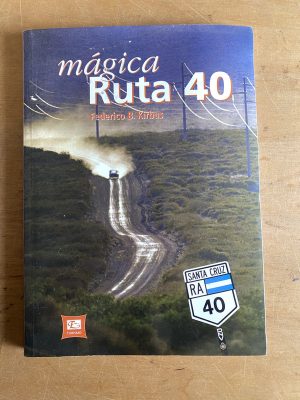 mágica
Ruta 40
Federico B. Kirbus
SANTA CRUZ
RA
40